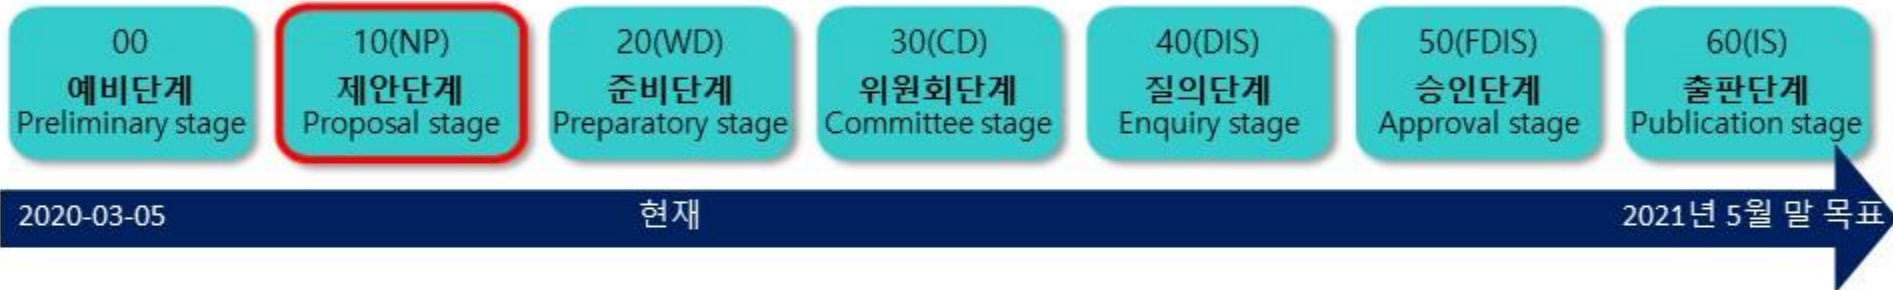 00
예비단계
Preliminary stage
10(NP)
제안단계
Proposal stage
20(WD)
준비단계
Preparatory stage
30(CD)
위원회단계
Committee stage
40(DIS)
질의단계
Enquiry stage
50(FDIS)
승인단계
Approval stage
60(IS)
출판단계
Publication stage
2020-03-05
현재
2021년 5월 말 목표